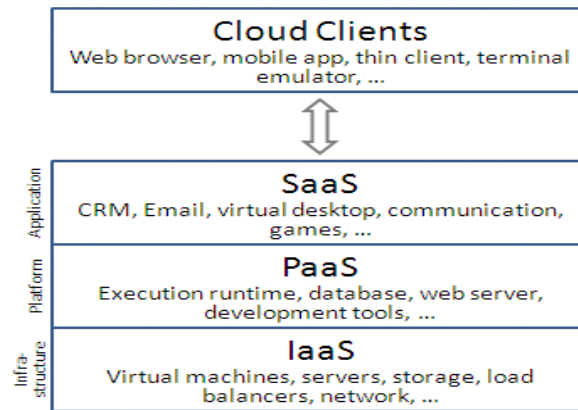 Cloud Clients
Web browser, mobile app, thin client, terminal
emulator, ...
Application
SaaS
CRM, Email, virtual desktop, communication,
games, ...
Platform
PaaS
Execution runtime, database, web server,
development tools, ...
Infra-
structure
IaaS
Virtual machines, servers, storage, load
balancers, network, ...